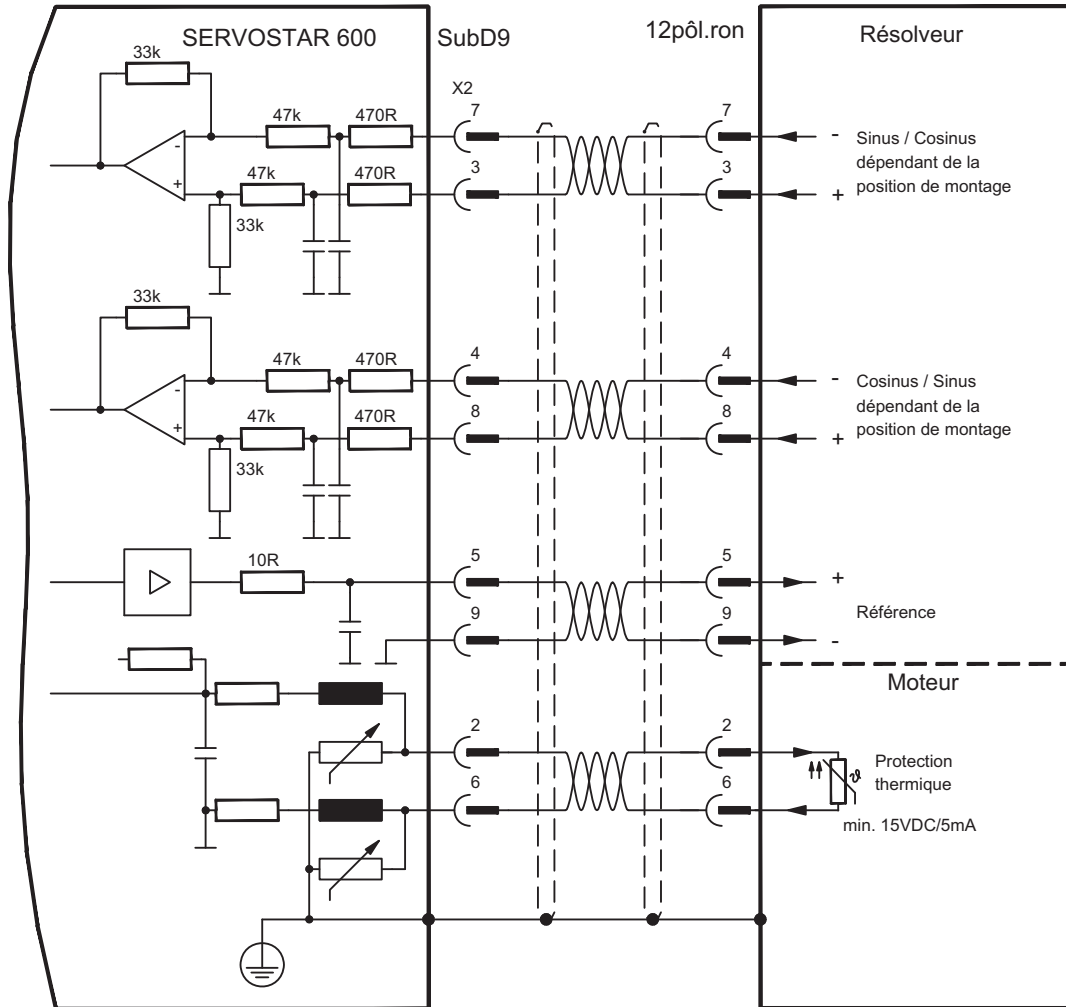 SERVOSTAR 600
SubD9
12pôl.ron
Résolveur
33k
X2
47k
470R
7
7
-
Sinus / Cosinus
dépendant de la
position de montage
-
+
47k
470R
3
3
+
33k
33k
47k
470R
4
4
-
Cosinus / Sinus
dépendant de la
position de montage
-
+
47k
470R
8
8
+
33k
10R
5
5
+
Référence
9
9
-
Moteur
2
2
Protection
thermique
ϑ
6
6
min. 15VDC/5mA